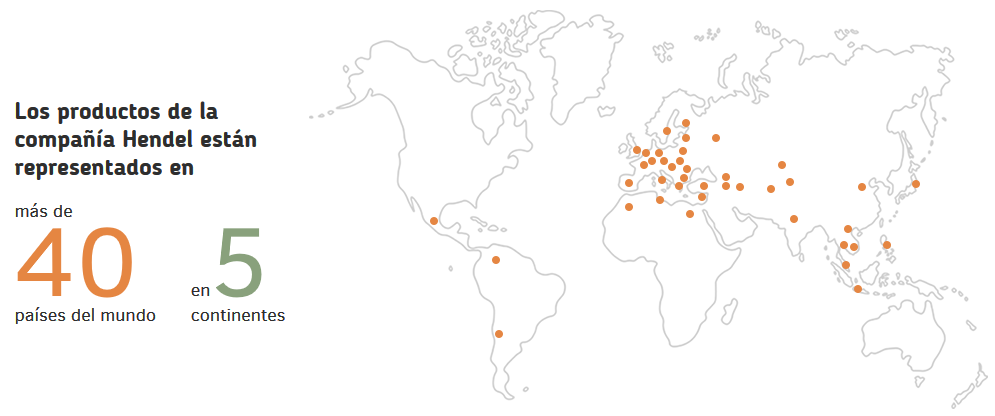 Los productos de la
compañía Hendel están
representados en
más de
40
países del mundo
en 5
continentes